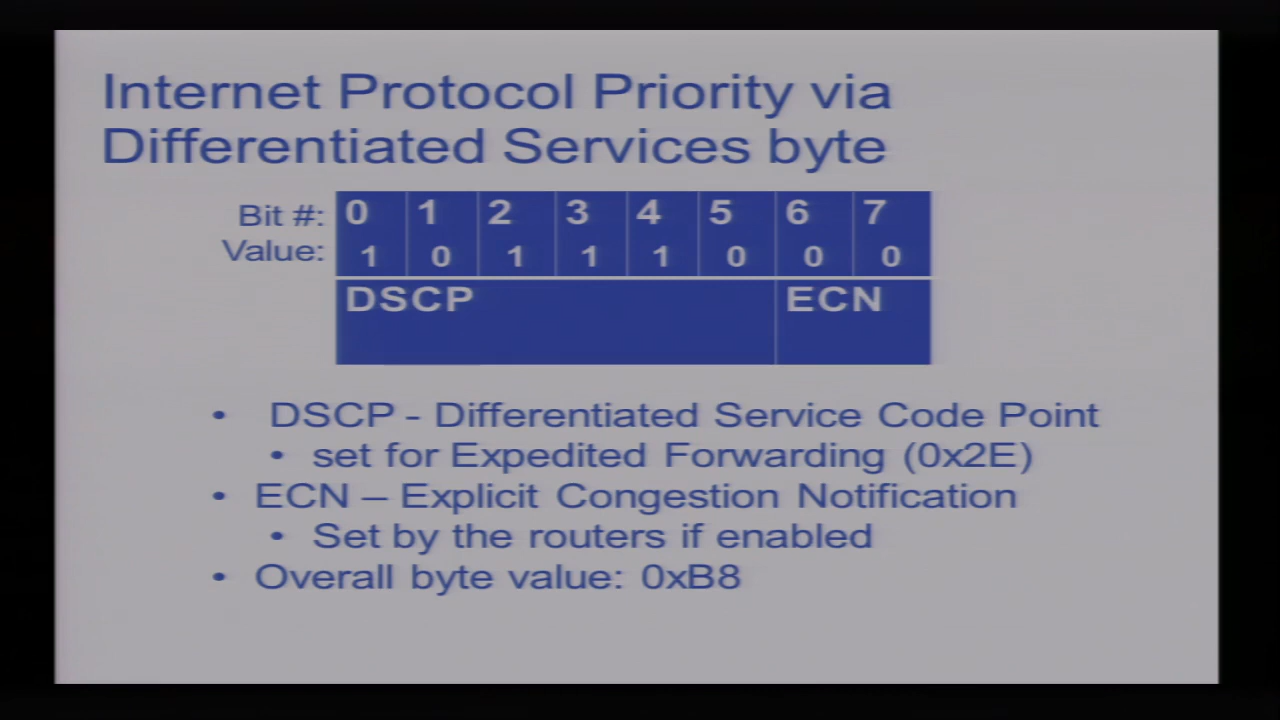 Internet Protocol Priority via
Differentiated Services byte
Bit #: 0 1 2 3 4 5 6 7
Value: 1 0 1 1 1 0 0 0
DSCP ECN
• DSCP - Differentiated Service Code Point
• set for Expedited Forwarding (0x2E)
• ECN – Explicit Congestion Notification
• Set by the routers if enabled
• Overall byte value: 0xB8